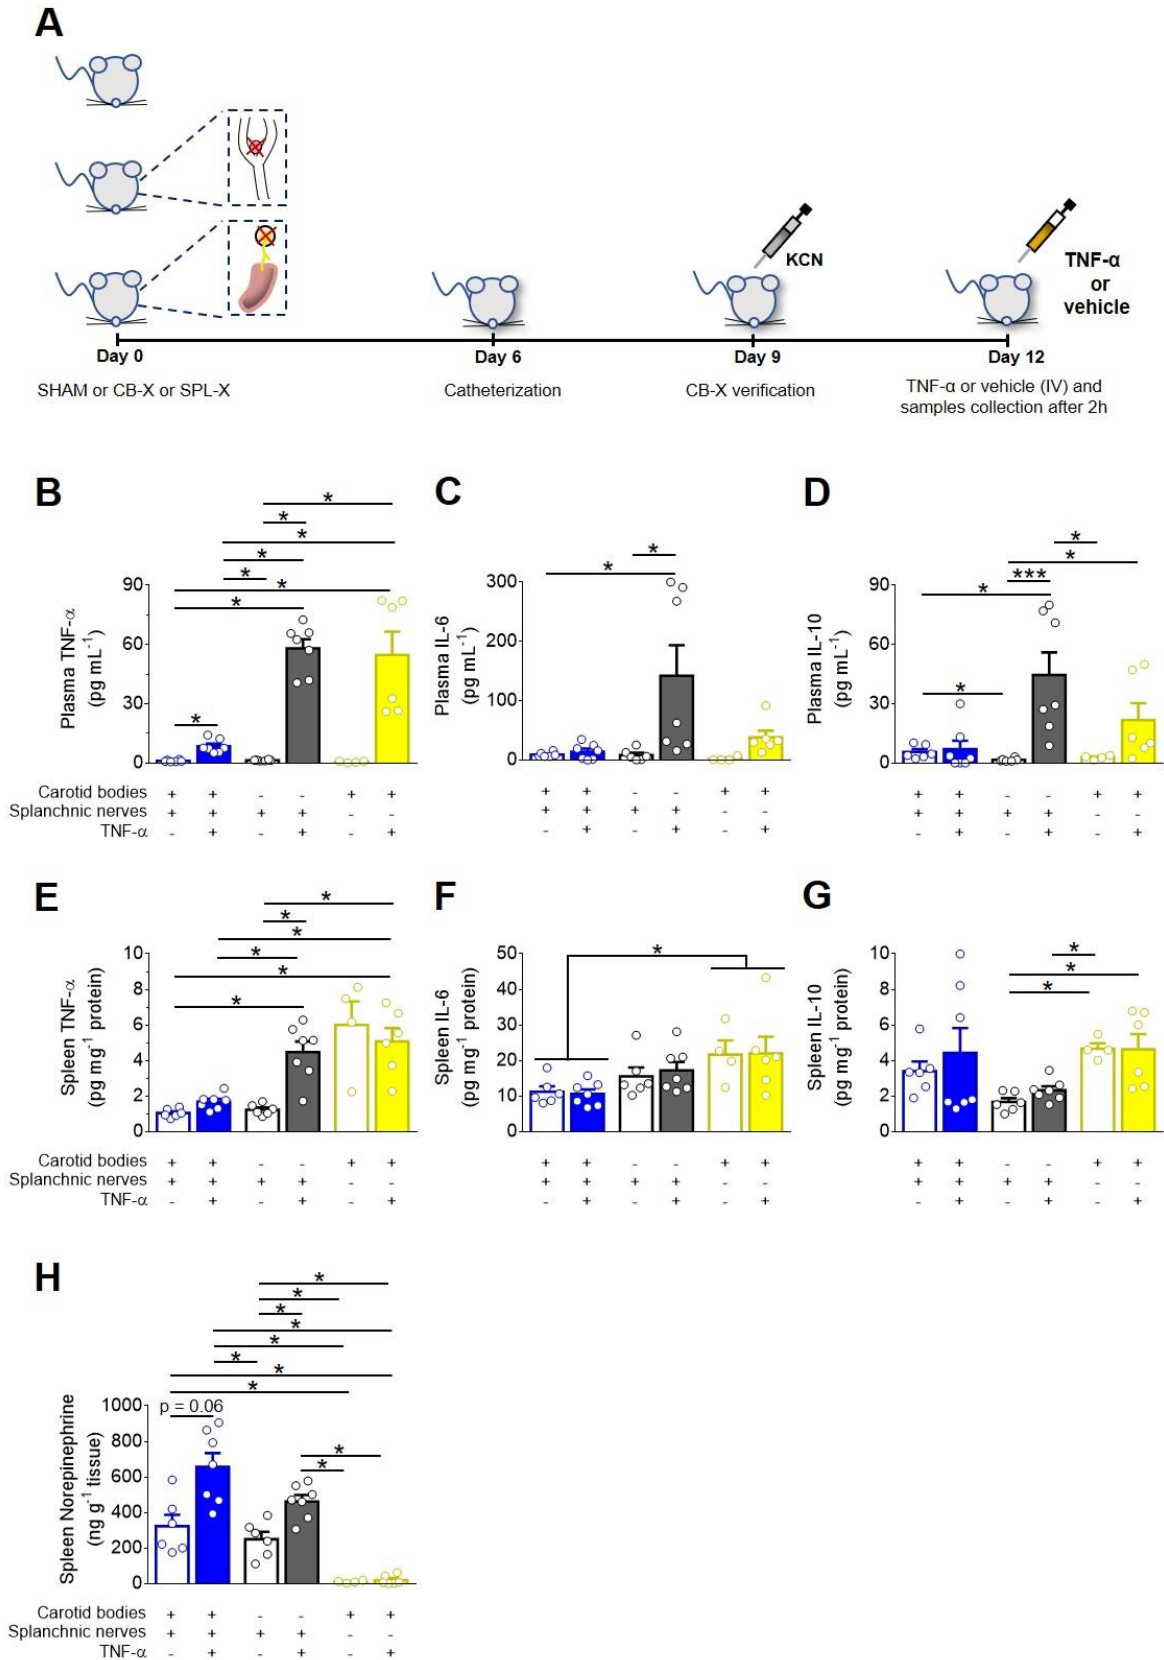 A
KCN
TNF-α
or
vehicle
Day 0
Day 6
Day 9
Day 12
SHAM or CB-X or SPL-X
Catheterization
CB-X verification
TNF-α or vehicle (IV) and
samples collection after 2h
B
Plasma TNF-α
(pg mL⁻¹)
90
60
30
0
* * * * * * * *
Carotid bodies + + - - + +
Splanchnic nerves + + + + - -
TNF-α - + - + - +
C
Plasma IL-6
(pg mL⁻¹)
300
200
100
0
* *
+ + - - + +
+ + + + - -
- + - + - +
D
Plasma IL-10
(pg mL⁻¹)
90
60
30
0
* * *** * *
+ + - - + +
+ + + + - -
- + - + - +
E
Spleen TNF-α
(pg mg⁻¹ protein)
10
8
6
4
2
0
* * * * * *
Carotid bodies + + - - + +
Splanchnic nerves + + + + - -
TNF-α - + - + - +
F
Spleen IL-6
(pg mg⁻¹ protein)
50
40
30
20
10
0
*
+ + - - + +
+ + + + - -
- + - + - +
G
Spleen IL-10
(pg mg⁻¹ protein)
10
8
6
4
2
0
* * *
+ + - - + +
+ + + + - -
- + - + - +
H
Spleen Norepinephrine
(ng g⁻¹ tissue)
1000
800
600
400
200
0
* * * * * * * *
p = 0.06
* *
Carotid bodies + + - - + +
Splanchnic nerves + + + + - -
TNF-α - + - + - +